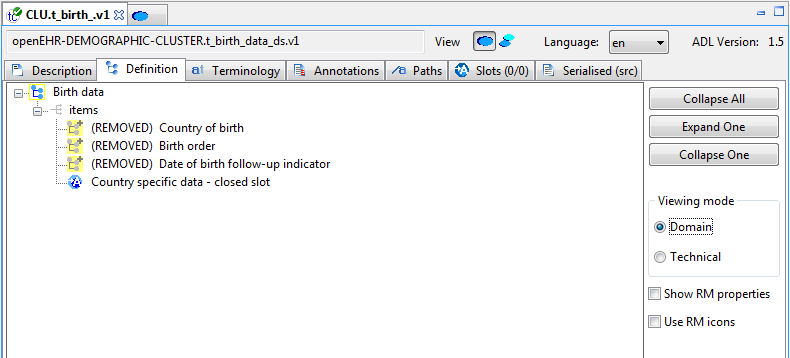 CLU.t_birth_.v1
openEHR-DEMOGRAPHIC-CLUSTER.t_birth_data_ds.v1 View Language: en ADL Version: 1.5
Description Definition Terminology Annotations Paths Slots (0/0) Serialised (src)
Birth data
items
(REMOVED) Country of birth
(REMOVED) Birth order
(REMOVED) Date of birth follow-up indicator
Country specific data - closed slot
Collapse All
Expand One
Collapse One
Viewing mode
Domain
Technical
Show RM properties
Use RM icons